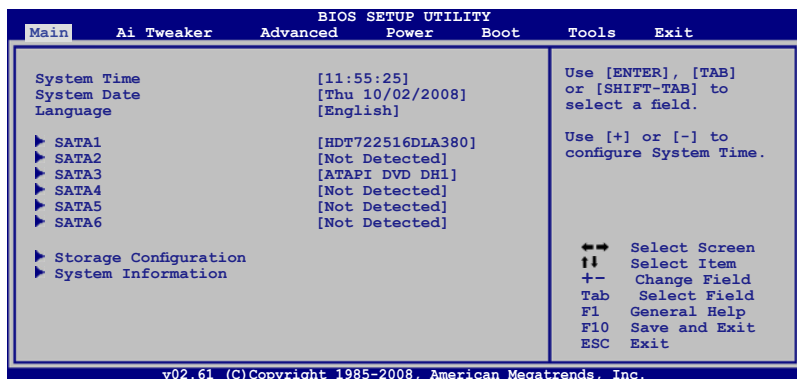 BIOS SETUP UTILITY
Main Ai Tweaker Advanced Power Boot Tools Exit
System Time [11:55:25]
System Date [Thu 10/02/2008]
Language [English]
SATA1 [HDT722516DLA380]
SATA2 [Not Detected]
SATA3 [ATAPI DVD DH1]
SATA4 [Not Detected]
SATA5 [Not Detected]
SATA6 [Not Detected]
Storage Configuration
System Information
Use [ENTER], [TAB]
or [SHIFT-TAB] to
select a field.
Use [+] or [-] to
configure System Time.
Select Screen
Select Item
+- Change Field
Tab Select Field
F1 General Help
F10 Save and Exit
ESC Exit
v02.61 (C)Copyright 1985-2008, American Megatrends, Inc.